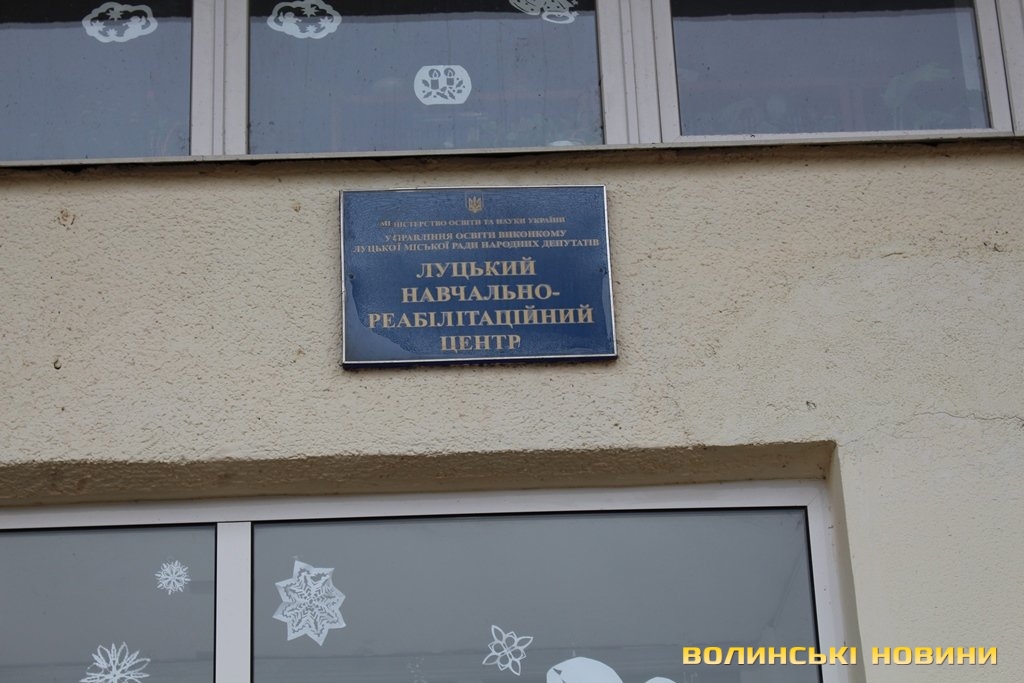 МІНІСТЕРСТВО ОСВІТИ ТА НАУКИ УКРАЇНИ
УПРАВЛІННЯ ОСВІТИ ВИКОНКОМУ
ЛУЦЬКОЇ МІСЬКОЇ РАДИ НАРОДНИХ ДЕПУТАТІВ
ЛУЦЬКИЙ
НАВЧАЛЬНО-
РЕАБІЛІТАЦІЙНИЙ
ЦЕНТР
ВОЛИНСЬКІ НОВИНИ